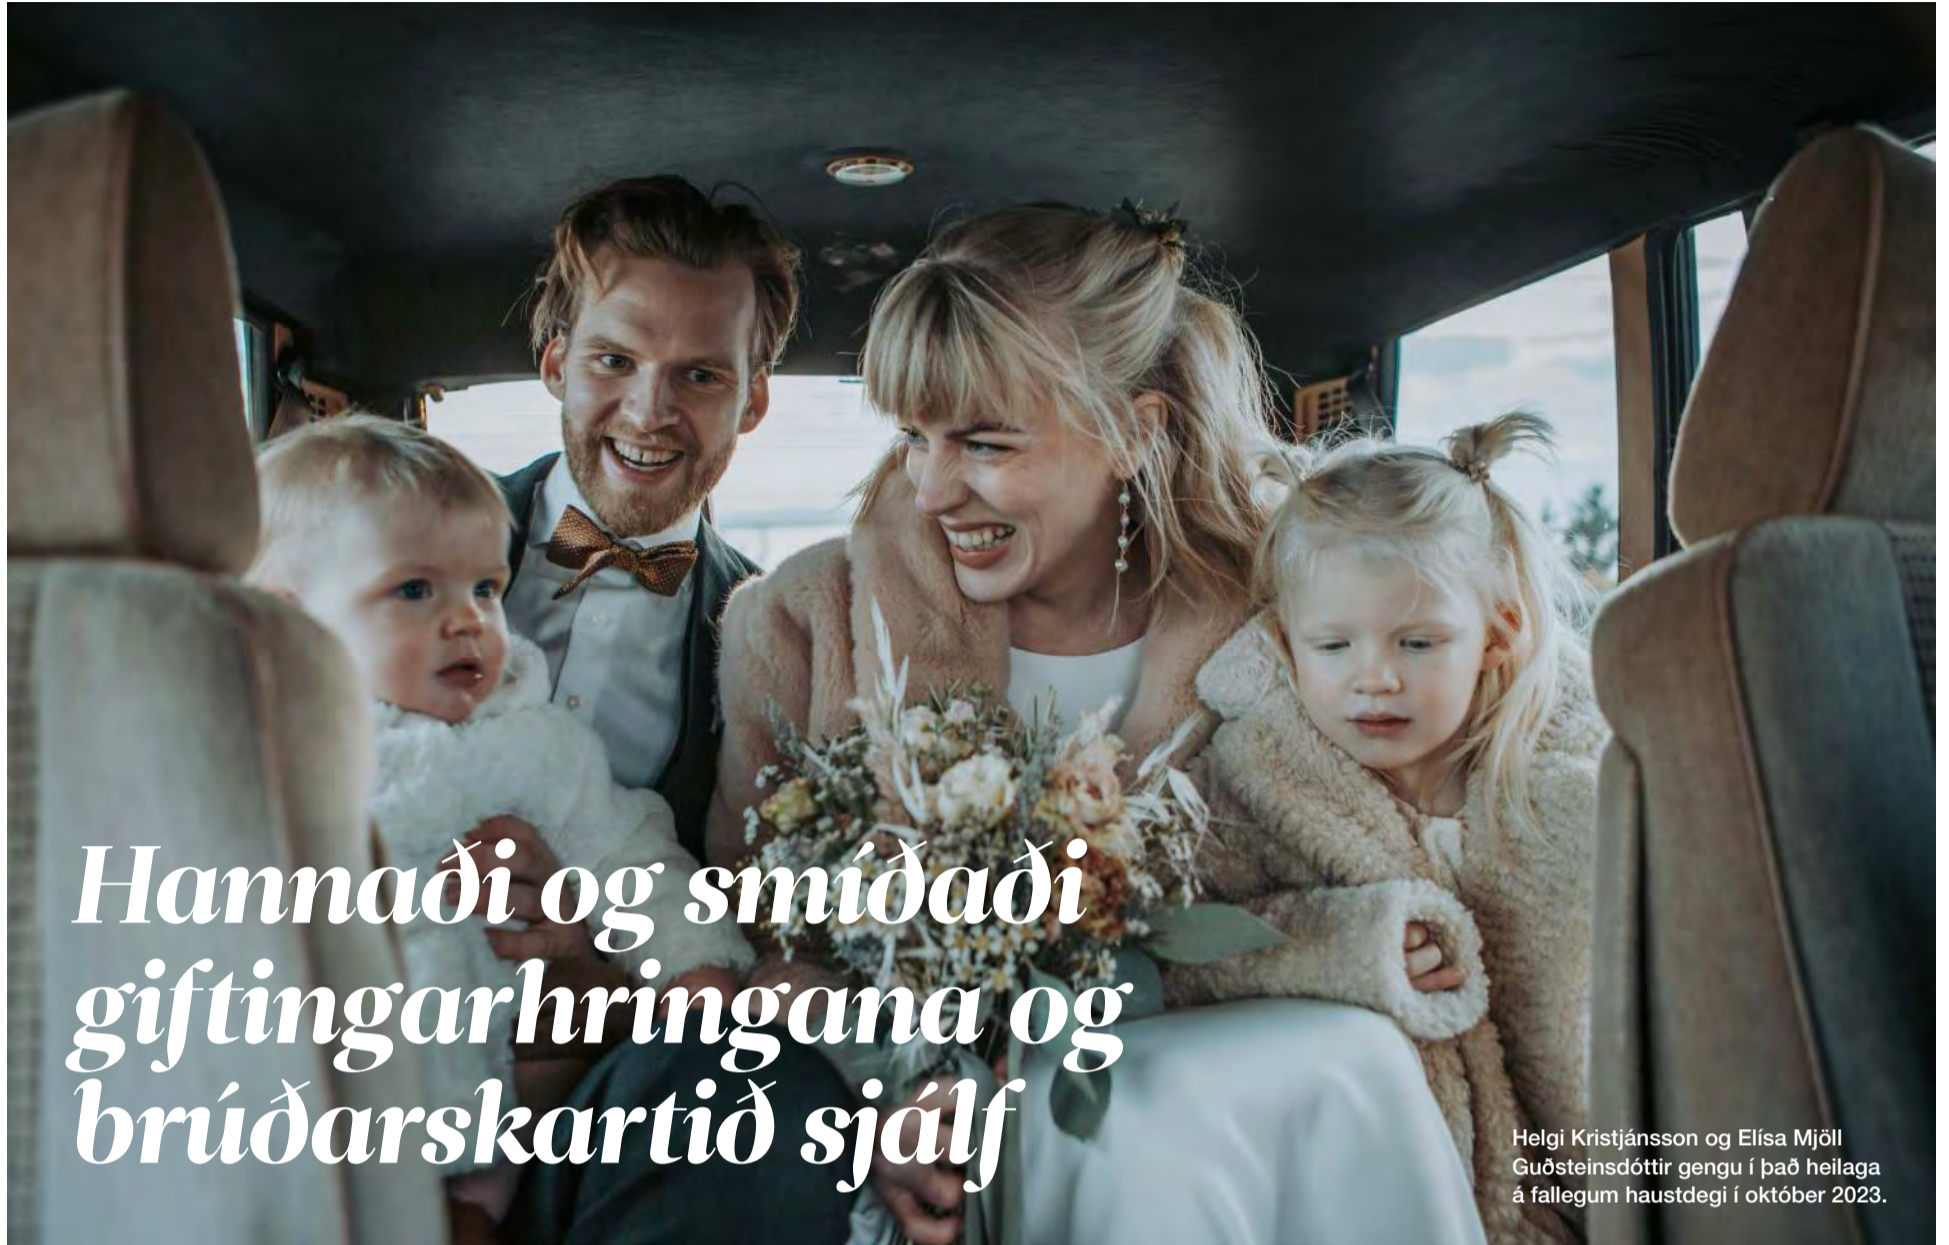 Hannaði og smíðaði
giftingarhringana og
brúðarskartið sjálf
Helgi Kristjánsson og Elísa Mjöll
Guðsteinsdóttir gengu í það heilaga
á fallegum haustdegi í október 2023.